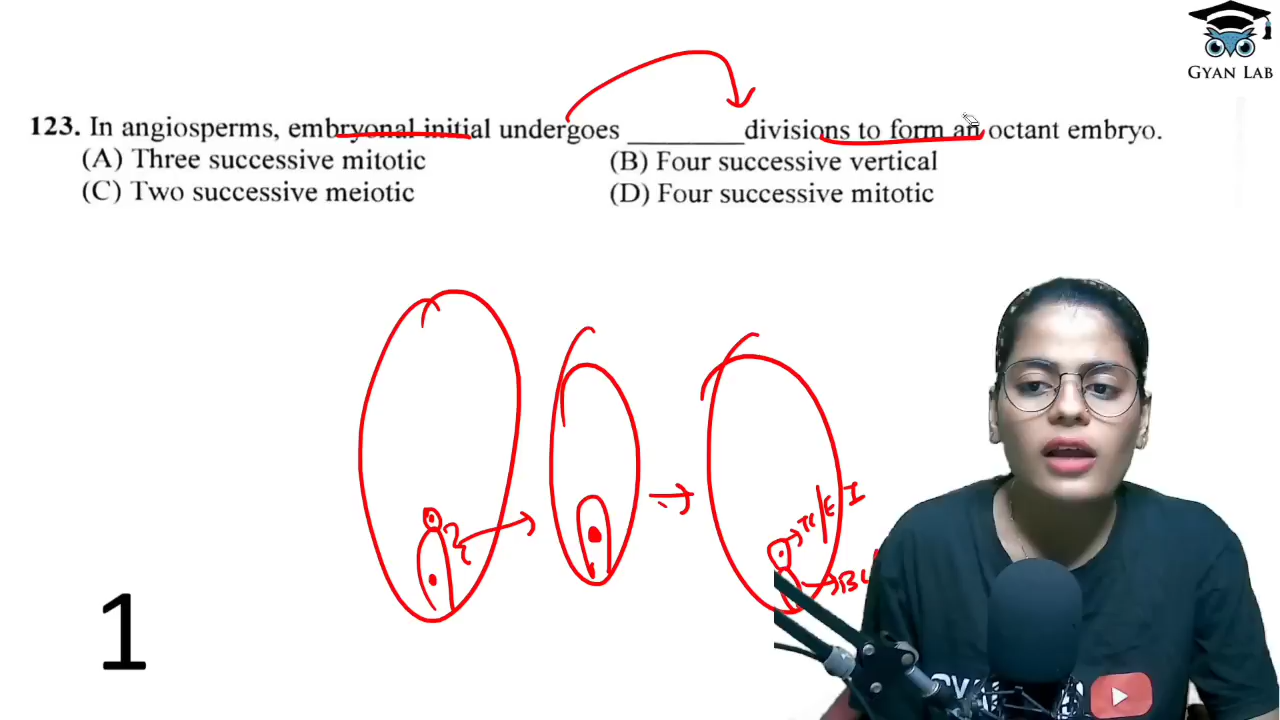 GYAN LAB
123. In angiosperms, embryonal initial undergoes ________ divisions to form an octant embryo.
(A) Three successive mitotic (B) Four successive vertical
(C) Two successive meiotic (D) Four successive mitotic
E I
1